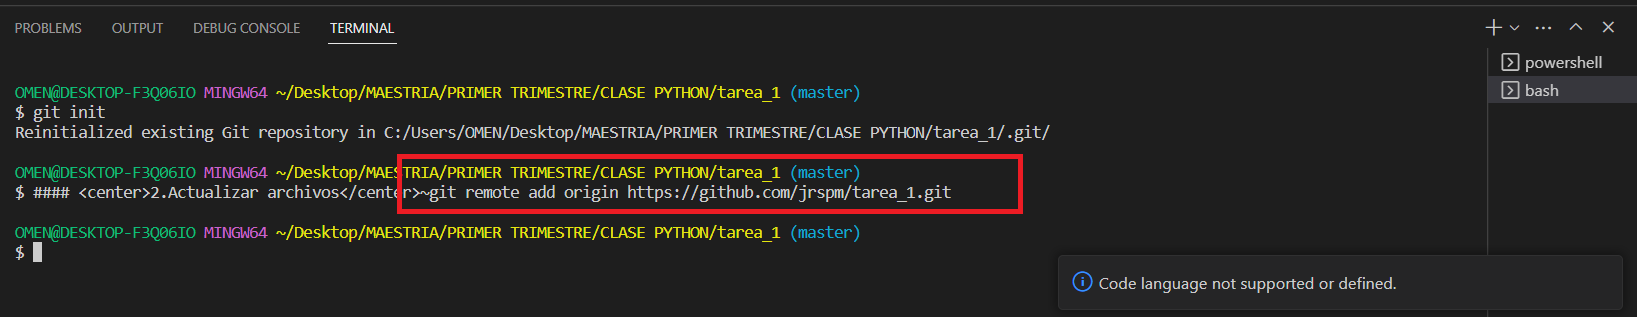 PROBLEMS OUTPUT DEBUG CONSOLE TERMINAL
powershell
bash
OMEN@DESKTOP-F3Q06IO MINGW64 ~/Desktop/MAESTRIA/PRIMER TRIMESTRE/CLASE PYTHON/tarea_1 (master)
$ git init
Reinitialized existing Git repository in C:/Users/OMEN/Desktop/MAESTRIA/PRIMER TRIMESTRE/CLASE PYTHON/tarea_1/.git/
OMEN@DESKTOP-F3Q06IO MINGW64 ~/Desktop/MAESTRIA/PRIMER TRIMESTRE/CLASE PYTHON/tarea_1 (master)
$ #### <center>2.Actualizar archivos</center>~git remote add origin https://github.com/jrspm/tarea_1.git
OMEN@DESKTOP-F3Q06IO MINGW64 ~/Desktop/MAESTRIA/PRIMER TRIMESTRE/CLASE PYTHON/tarea_1 (master)
$
Code language not supported or defined.